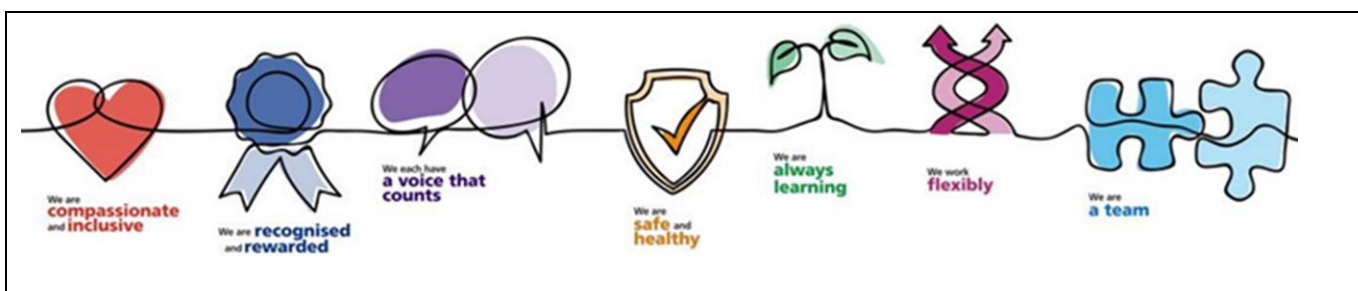 We are
compassionate
and inclusive
We are recognised
and rewarded
We each have
a voice that
counts
We are
safe and
healthy
We are
always
learning
We work
flexibly
We are
a team